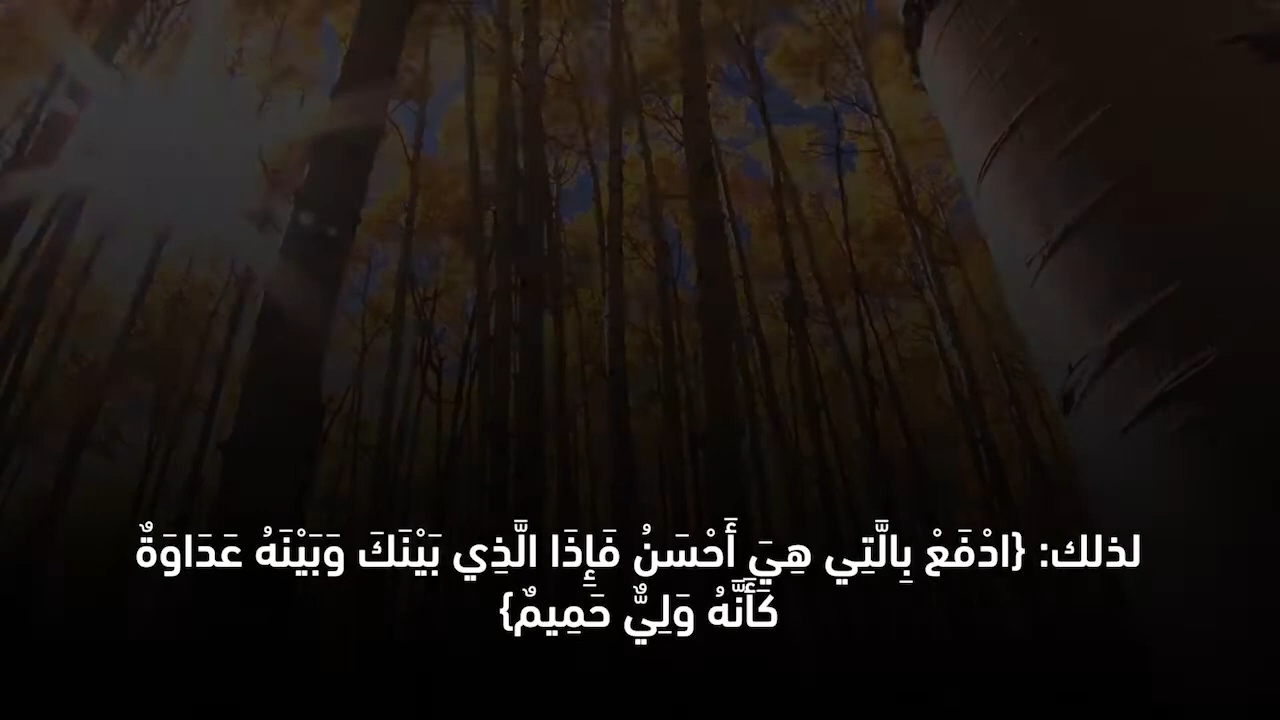 لذلك: {ادْفَعْ بِالَّتِي هِيَ أَحْسَنُ فَإِذَا الَّذِي بَيْنَكَ وَبَيْنَهُ عَدَاوَةٌ
كَأَنَّهُ وَلِيٌّ حَمِيمٌ}